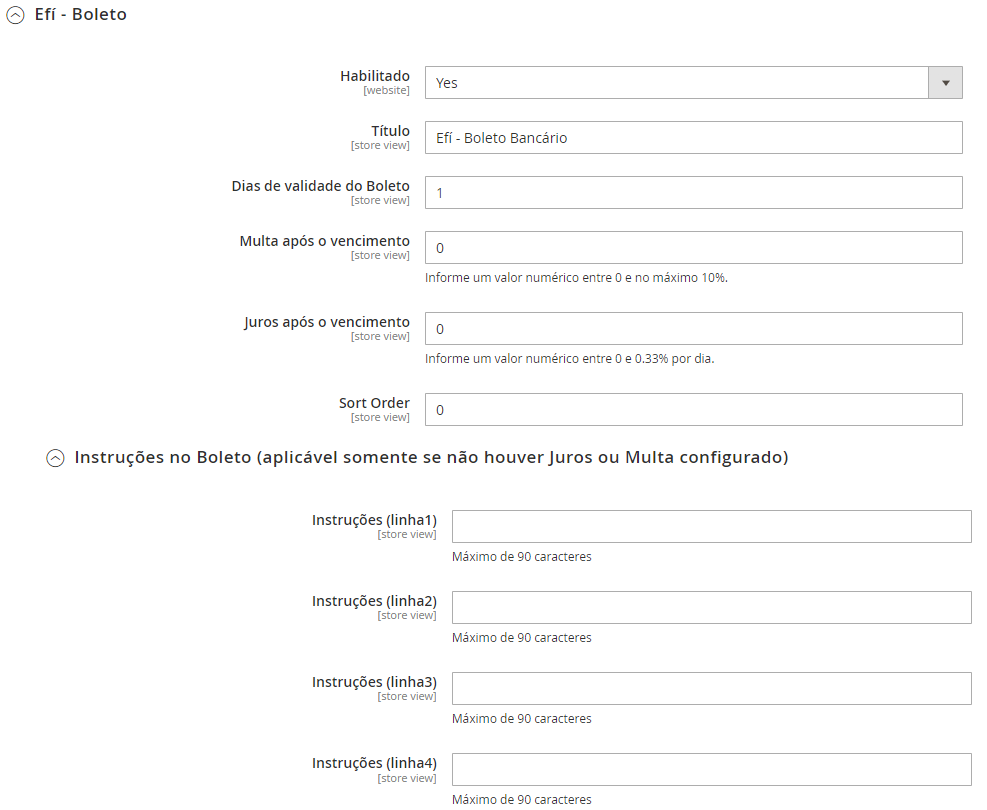 Efí - Boleto
Habilitado
[website]
Yes
Título
[store view]
Efí - Boleto Bancário
Dias de validade do Boleto
[store view]
1
Multa após o vencimento
[store view]
0
Informe um valor numérico entre 0 e no máximo 10%.
Juros após o vencimento
[store view]
0
Informe um valor numérico entre 0 e 0.33% por dia.
Sort Order
[store view]
0
Instruções no Boleto (aplicável somente se não houver Juros ou Multa configurado)
Instruções (linha1)
[store view]
Máximo de 90 caracteres
Instruções (linha2)
[store view]
Máximo de 90 caracteres
Instruções (linha3)
[store view]
Máximo de 90 caracteres
Instruções (linha4)
[store view]
Máximo de 90 caracteres